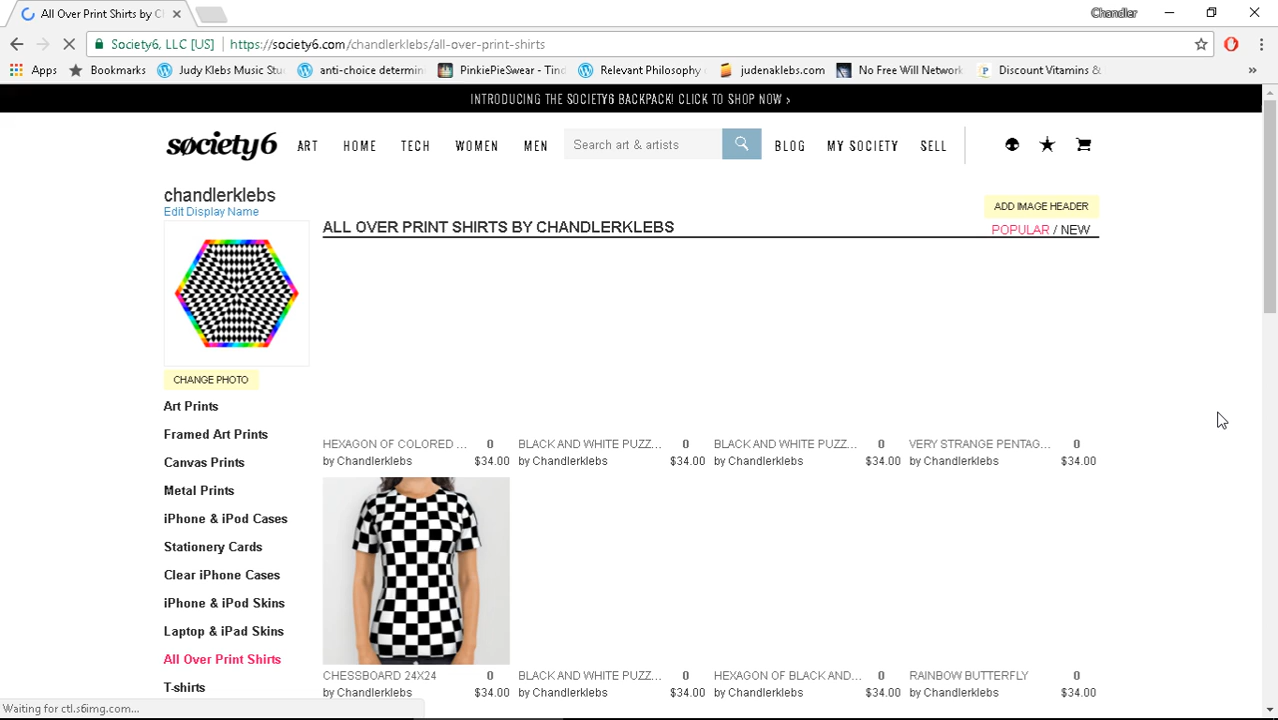 All Over Print Shirts by C
Chandler
Society6, LLC [US] https://society6.com/chandlerklebs/all-over-print-shirts
Apps Bookmarks Judy Klebs Music Stu anti-choice determin PinkiePieSwear - Tind Relevant Philosophy judenaklebs.com No Free Will Network Discount Vitamins & »
INTRODUCING THE SOCIETY6 BACKPACK! CLICK TO SHOP NOW >
society6 ART HOME TECH WOMEN MEN Search art & artists BLOG MY SOCIETY SELL
chandlerklebs
Edit Display Name
ADD IMAGE HEADER
ALL OVER PRINT SHIRTS BY CHANDLERKLEBS
POPULAR / NEW
CHANGE PHOTO
Art Prints
Framed Art Prints
Canvas Prints
Metal Prints
iPhone & iPod Cases
Stationery Cards
Clear iPhone Cases
iPhone & iPod Skins
Laptop & iPad Skins
All Over Print Shirts
T-shirts
HEXAGON OF COLORED ... 0
by Chandlerklebs $34.00
BLACK AND WHITE PUZZ... 0
by Chandlerklebs $34.00
BLACK AND WHITE PUZZ... 0
by Chandlerklebs $34.00
VERY STRANGE PENTAG... 0
by Chandlerklebs $34.00
CHESSBOARD 24X24 0
by Chandlerklebs $34.00
BLACK AND WHITE PUZZ... 0
by Chandlerklebs $34.00
HEXAGON OF BLACK AND... 0
by Chandlerklebs $34.00
RAINBOW BUTTERFLY 0
by Chandlerklebs $34.00
Waiting for ctl.s6img.com...